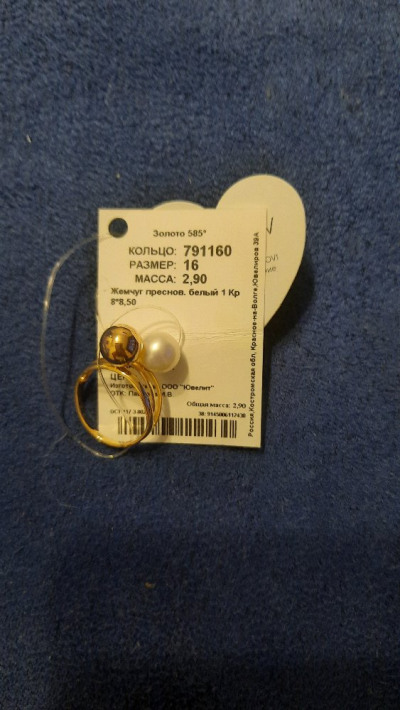 Золото 585°
КОЛЬЦО: 791160
РАЗМЕР: 16
МАССА: 2,90
Жемчуг преснов. белый 1 Кр
8*8,50
ООО "Ювелит"
Общая масса: 2,90
Россия,Костромская обл, Красное-на-Волге,Ювелиров 39А